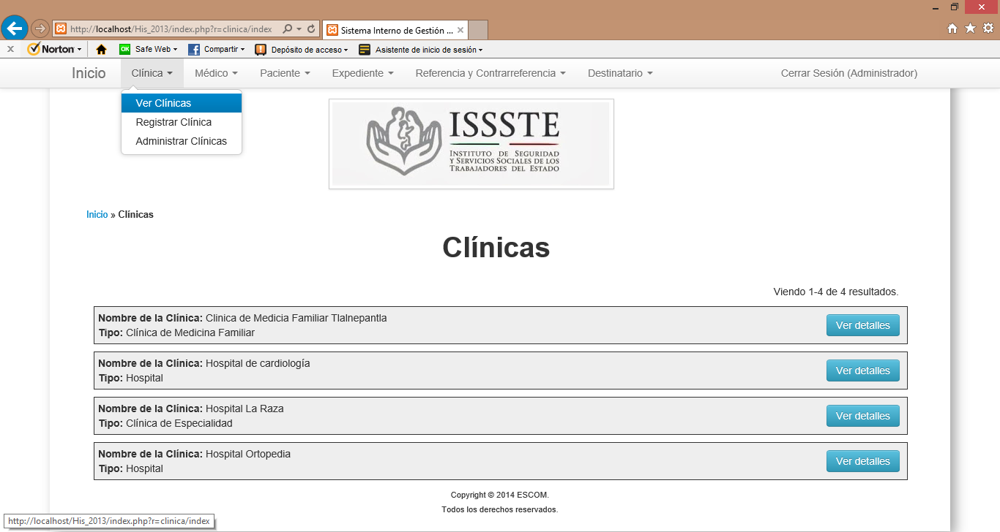 http://localhost/His_2013/index.php?r=clinica/index
Sistema Interno de Gestión ...
Norton
Safe Web
Compartir
Depósito de acceso
Asistente de inicio de sesión
Inicio
Clínica
Médico
Paciente
Expediente
Referencia y Contrarreferencia
Destinatario
Cerrar Sesión (Administrador)
Ver Clínicas
Registrar Clínica
Administrar Clínicas
ISSSTE
Instituto de Seguridad
y Servicios Sociales de los
Trabajadores del Estado
Inicio » Clínicas
Clínicas
Viendo 1-4 de 4 resultados.
Nombre de la Clínica: Clinica de Medicia Familiar Tlalnepantla
Tipo: Clínica de Medicina Familiar
Ver detalles
Nombre de la Clínica: Hospital de cardiología
Tipo: Hospital
Ver detalles
Nombre de la Clínica: Hospital La Raza
Tipo: Clínica de Especialidad
Ver detalles
Nombre de la Clínica: Hospital Ortopedia
Tipo: Hospital
Ver detalles
Copyright © 2014 ESCOM.
Todos los derechos reservados.
http://localhost/His_2013/index.php?r=clinica/index